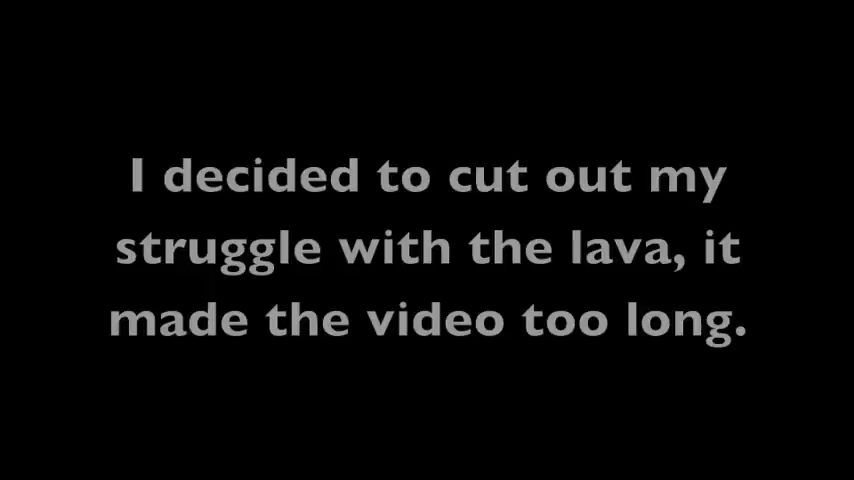 I decided to cut out my
struggle with the lava, it
made the video too long.